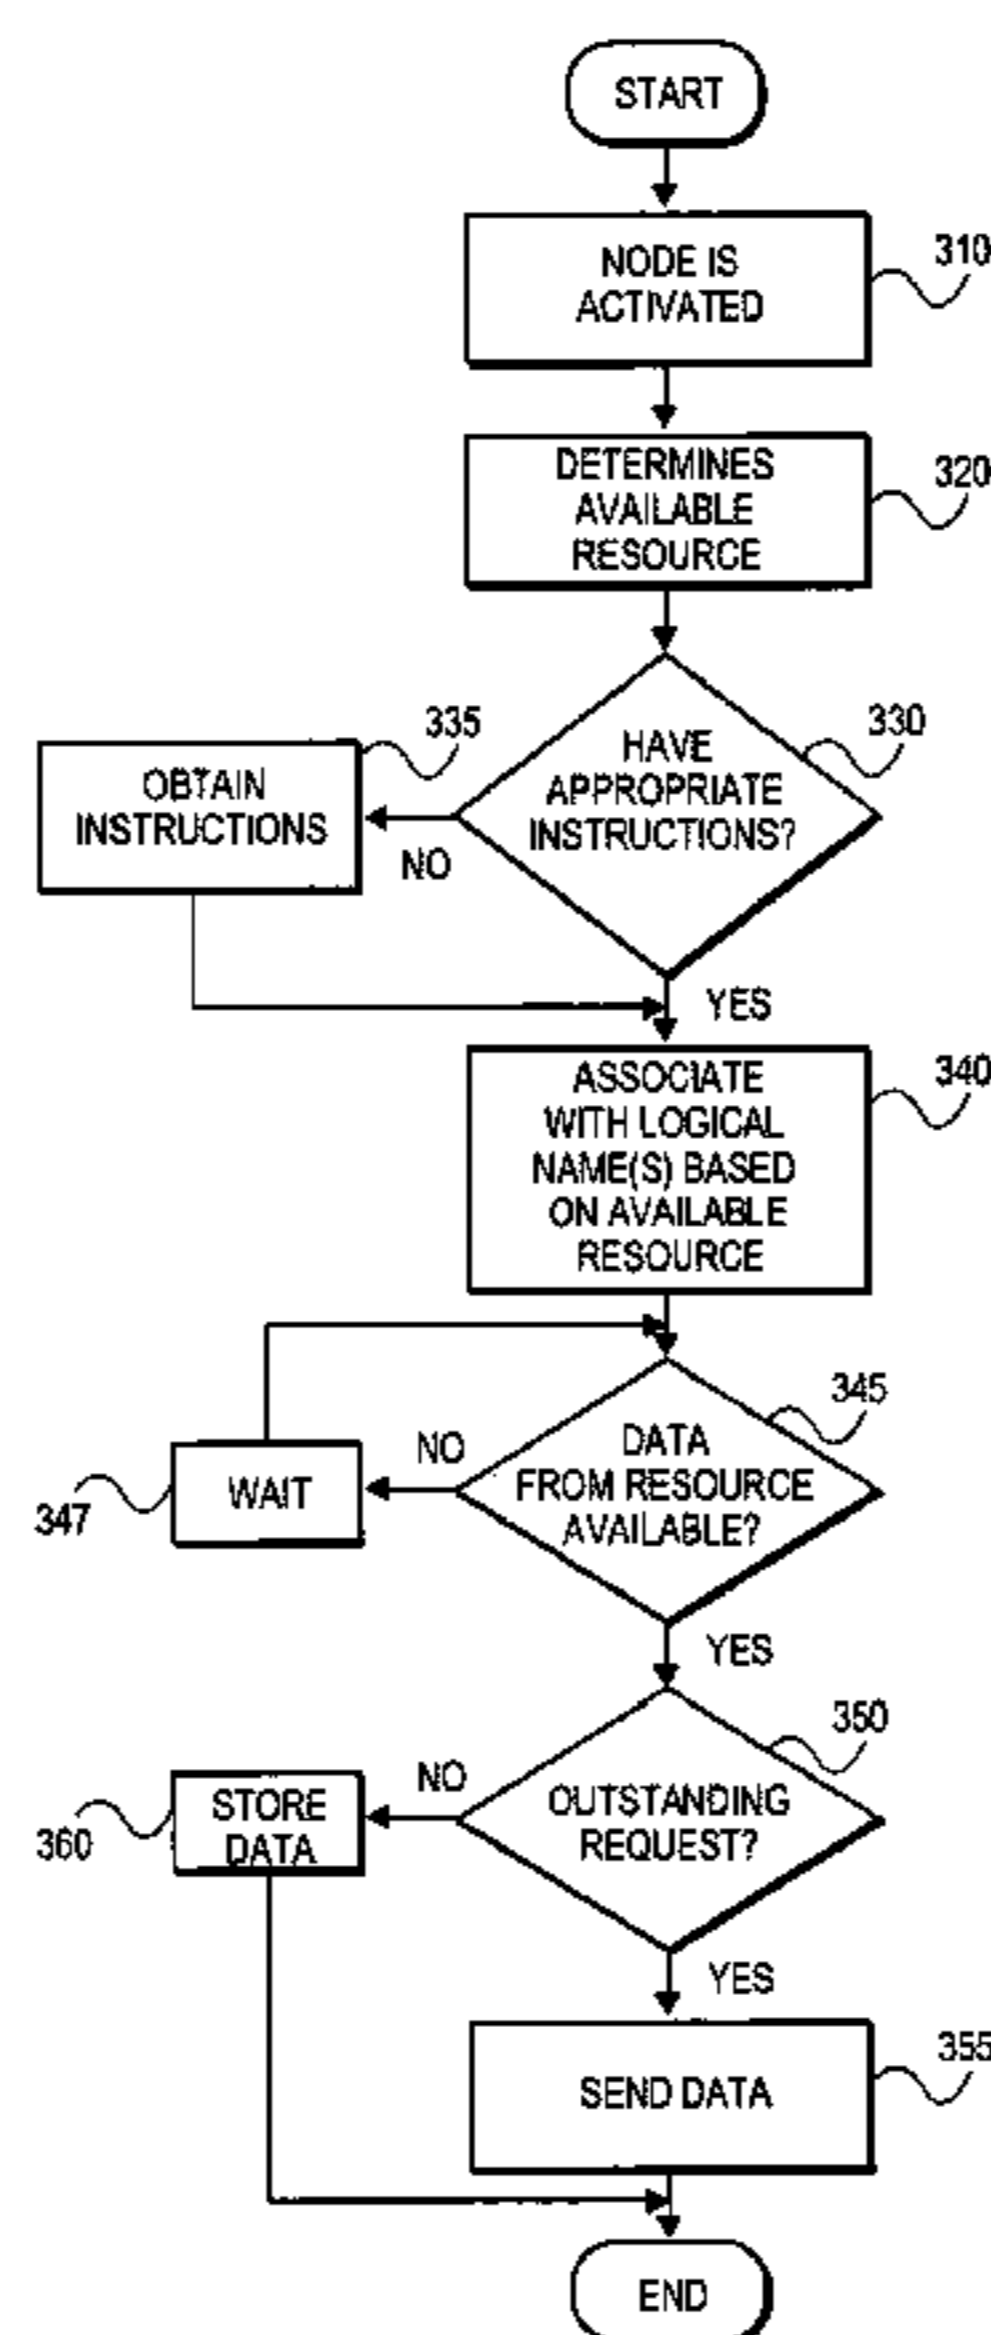 START
NODE IS
ACTIVATED
310
DETERMINES
AVAILABLE
RESOURCE
320
HAVE
APPROPRIATE
INSTRUCTIONS?
330
335
OBTAIN
INSTRUCTIONS
NO
YES
ASSOCIATE
WITH LOGICAL
NAME(S) BASED
ON AVAILABLE
RESOURCE
340
DATA
FROM RESOURCE
AVAILABLE?
345
NO
WAIT
347
YES
OUTSTANDING
REQUEST?
350
NO
STORE
DATA
360
YES
SEND DATA
355
END